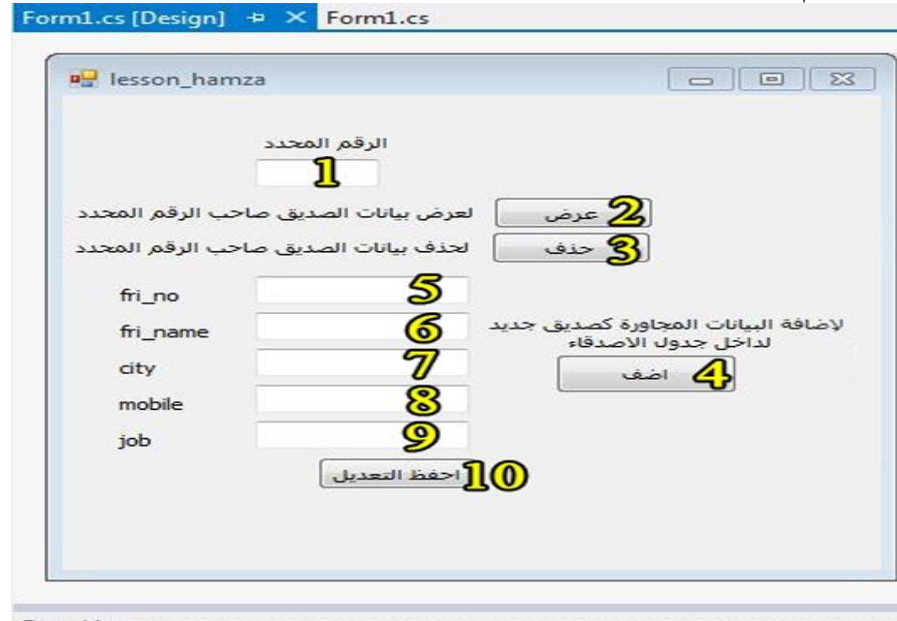 Form1.cs [Design] Form1.cs
lesson_hamza
الرقم المحدد
1
لعرض بيانات الصديق صاحب الرقم المحدد عرض 2
لحذف بيانات الصديق صاحب الرقم المحدد حذف 3
fri_no 5
fri_name 6
city 7
mobile 8
job 9
لإضافة البيانات المجاورة كصديق جديد
لداخل جدول الاصدقاء
اضف 4
احفظ التعديل 10